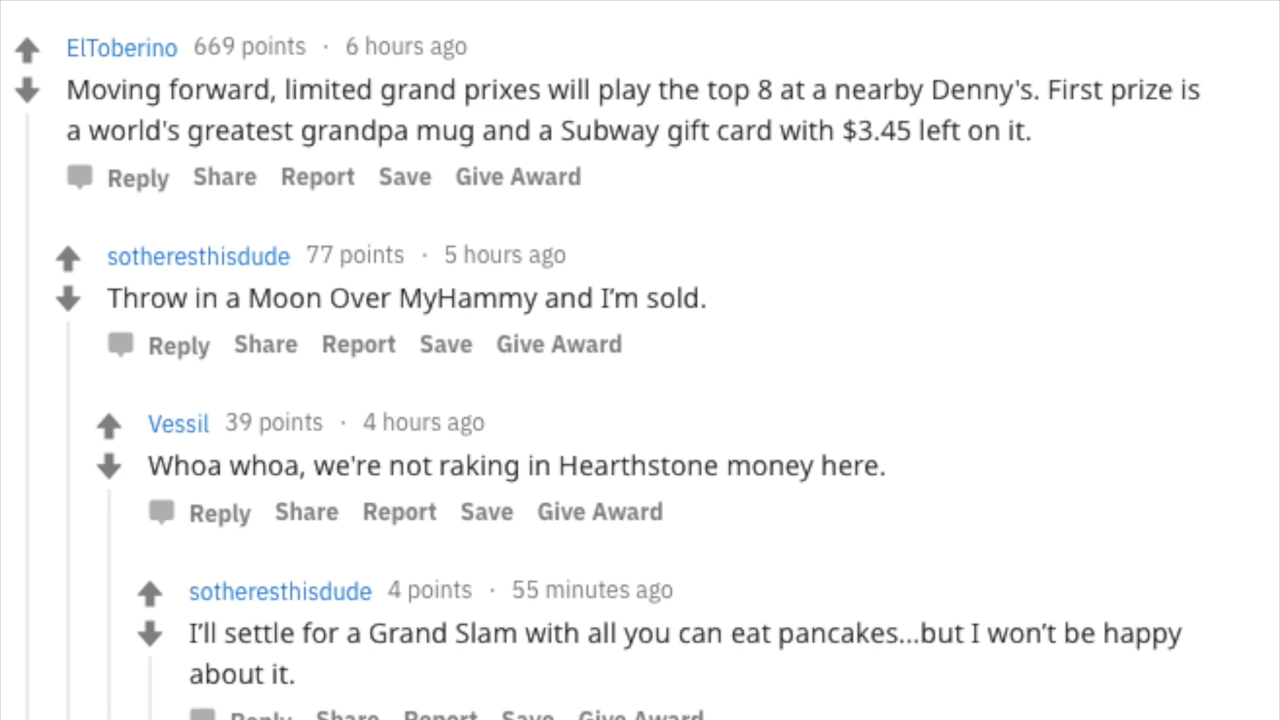 ElToberino 669 points · 6 hours ago
Moving forward, limited grand prixes will play the top 8 at a nearby Denny's. First prize is
a world's greatest grandpa mug and a Subway gift card with $3.45 left on it.
Reply Share Report Save Give Award
sotheresthisdude 77 points · 5 hours ago
Throw in a Moon Over MyHammy and I’m sold.
Reply Share Report Save Give Award
Vessil 39 points · 4 hours ago
Whoa whoa, we're not raking in Hearthstone money here.
Reply Share Report Save Give Award
sotheresthisdude 4 points · 55 minutes ago
I’ll settle for a Grand Slam with all you can eat pancakes...but I won’t be happy
about it.
Reply Share Report Save Give Award